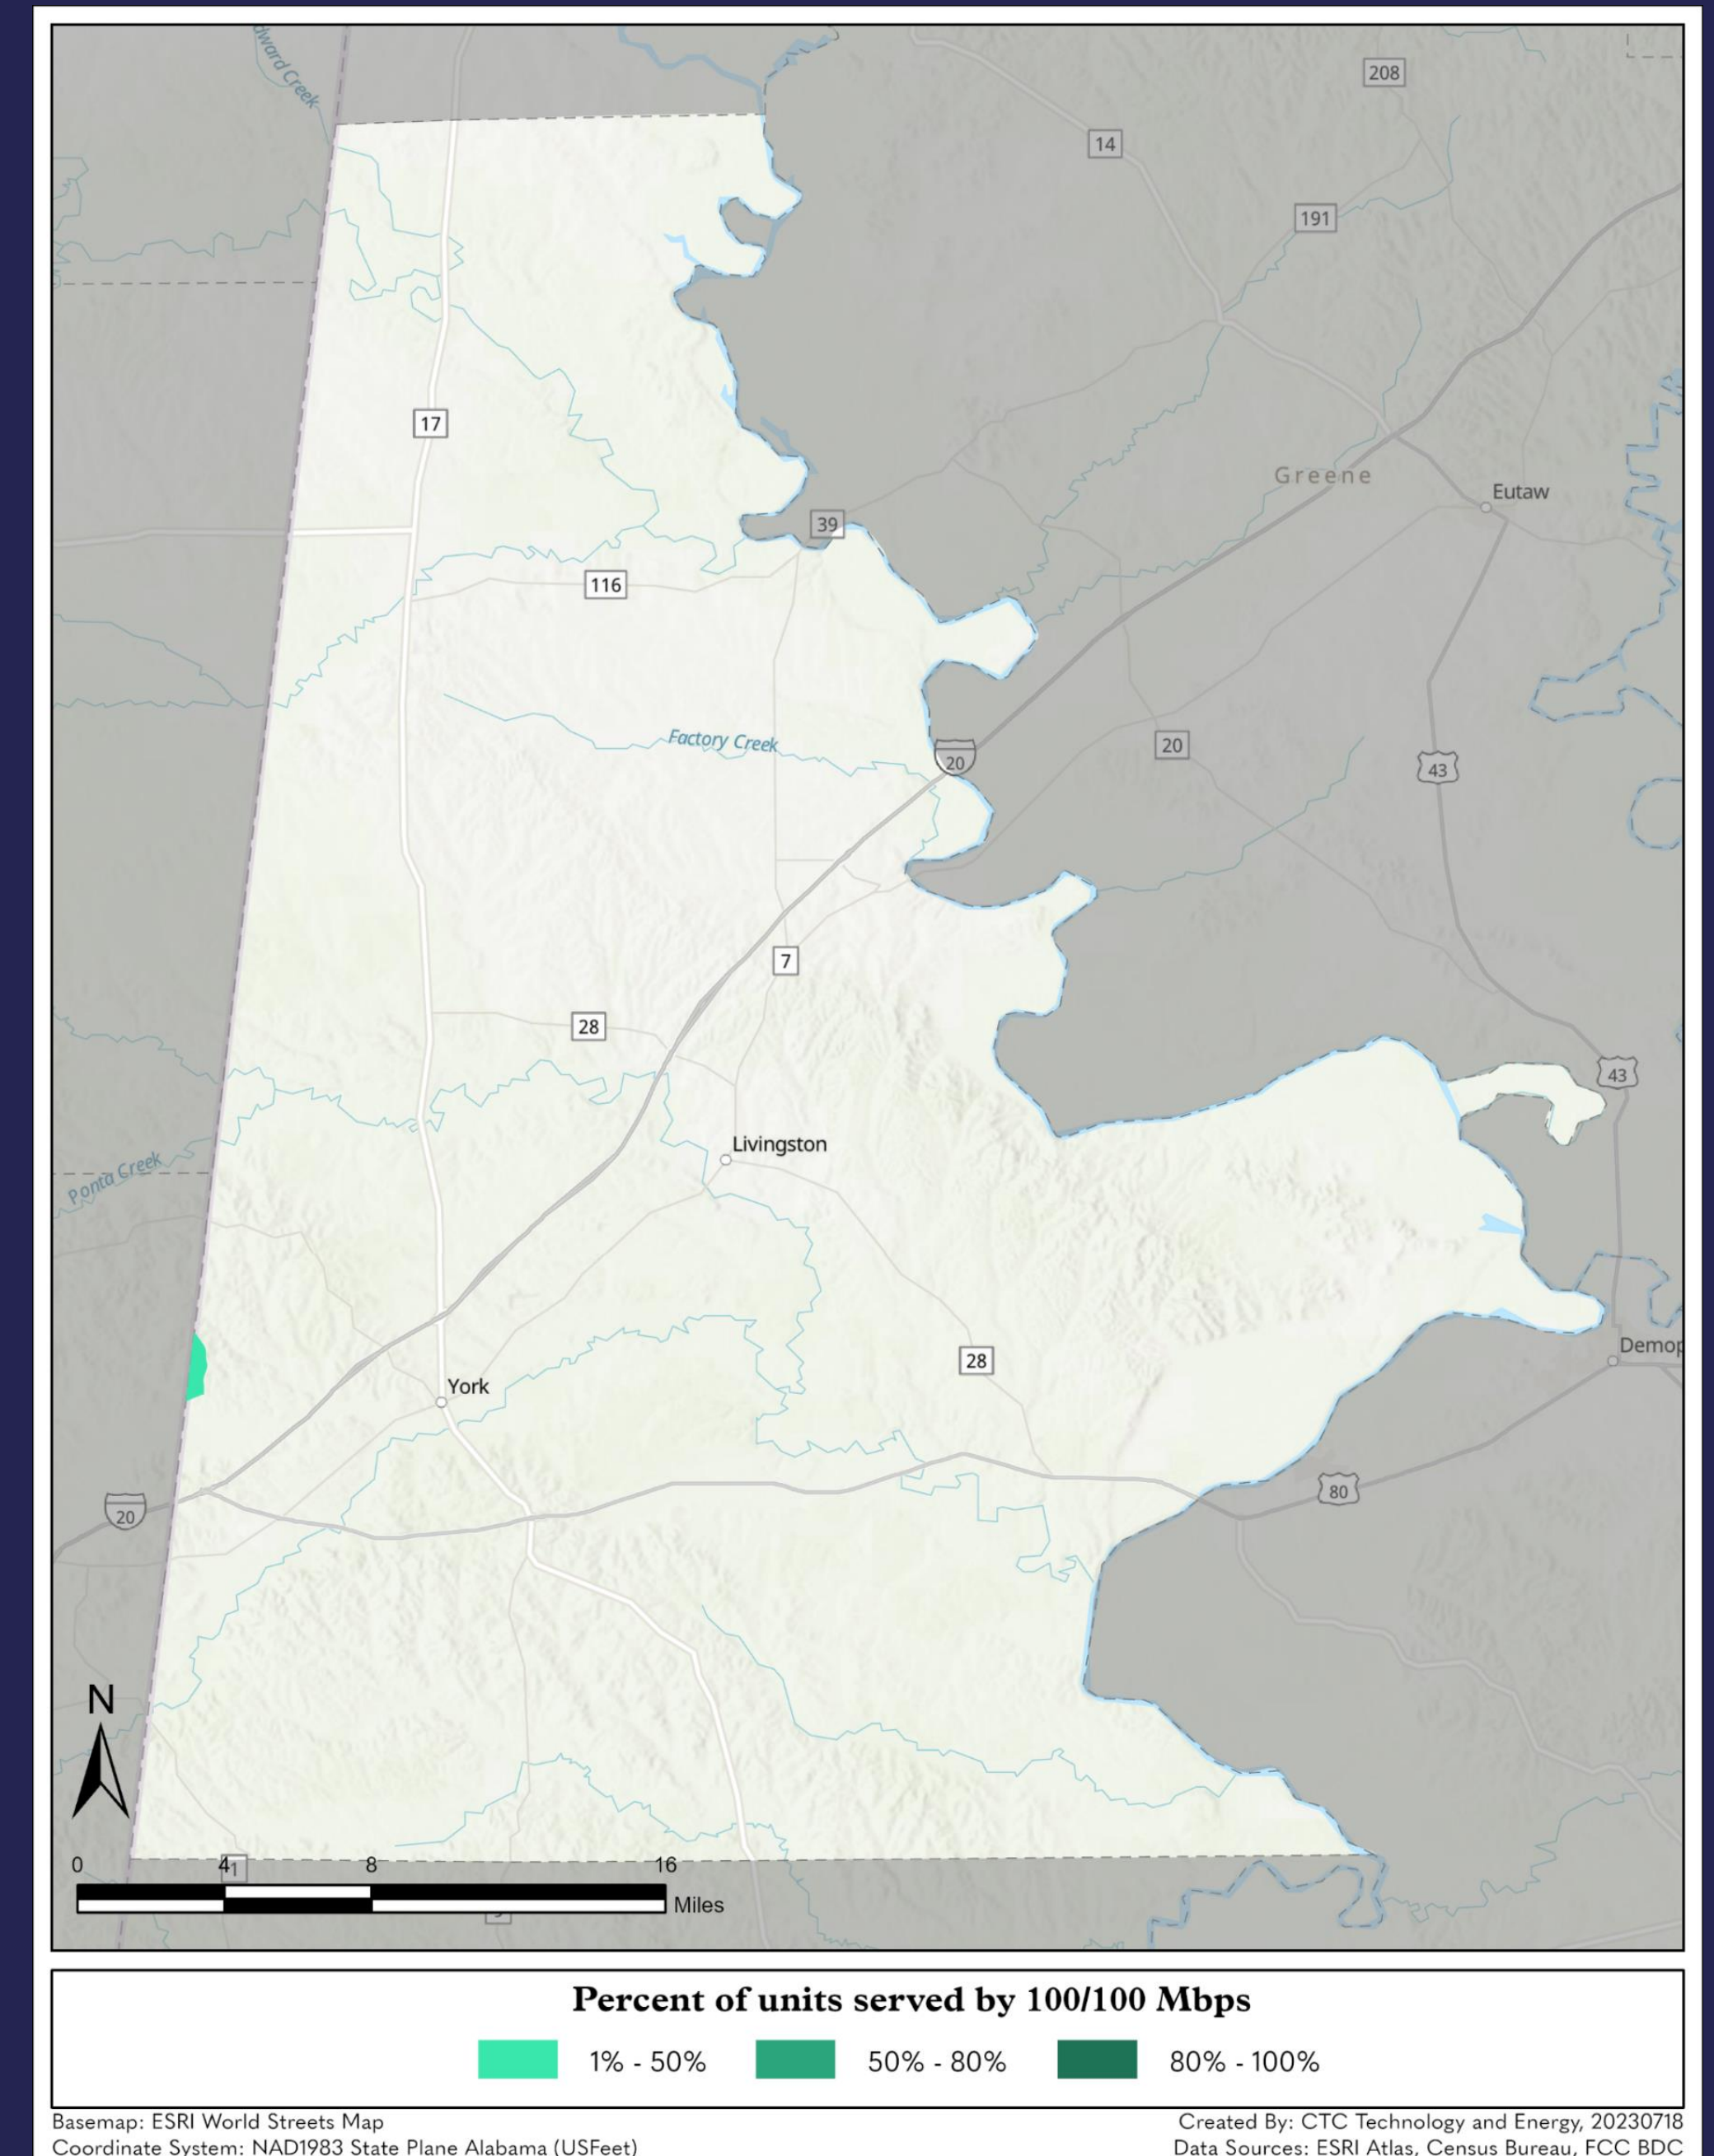 dward Creek
208
14
191
17
Greene
Eutaw
39
116
Factory Creek
20
20
43
7
28
43
Livingston
Ponta Creek
Demop
28
York
80
20
N
0 4 8 16
1
Miles
Percent of units served by 100/100 Mbps
1% - 50% 50% - 80% 80% - 100%
Basemap: ESRI World Streets Map
Created By: CTC Technology and Energy, 20230718
Coordinate System: NAD1983 State Plane Alabama (USFeet)
Data Sources: ESRI Atlas, Census Bureau, FCC BDC